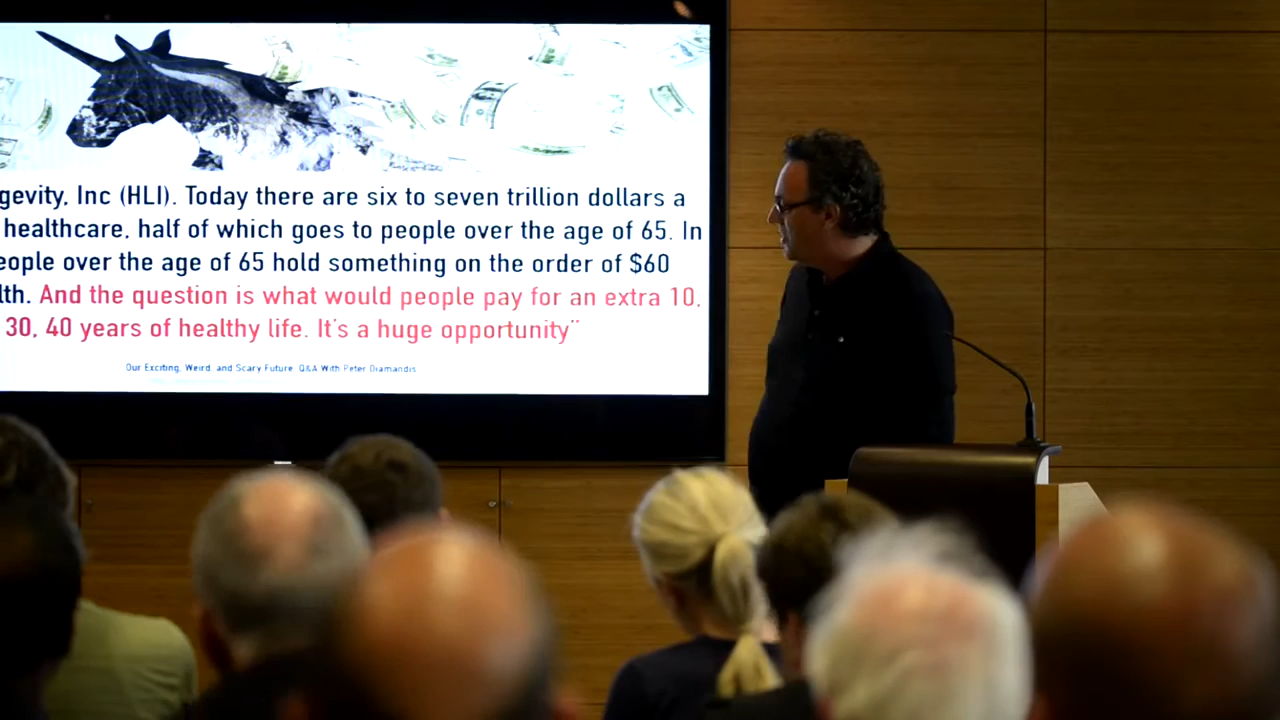 gevity, Inc (HLI). Today there are six to seven trillion dollars a
healthcare, half of which goes to people over the age of 65. In
eople over the age of 65 hold something on the order of $60
lth. And the question is what would people pay for an extra 10,
30, 40 years of healthy life. It's a huge opportunity"
Our Exciting, Weird, and Scary Future. Q&A With Peter Diamandis